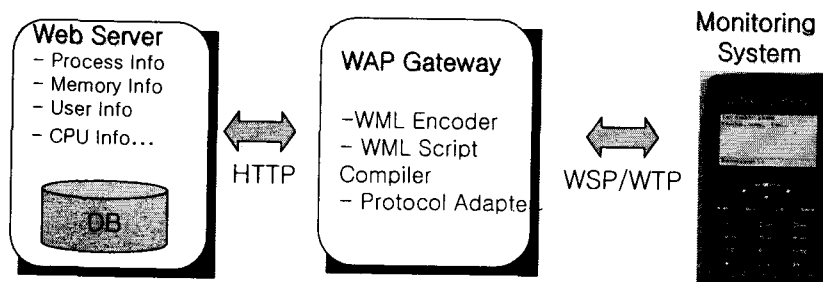 Web Server
- Process Info
- Memory Info
- User Info
- CPU Info...
DB
HTTP
WAP Gateway
-WML Encoder
- WML Script
Compiler
- Protocol Adapter
WSP/WTP
Monitoring
System